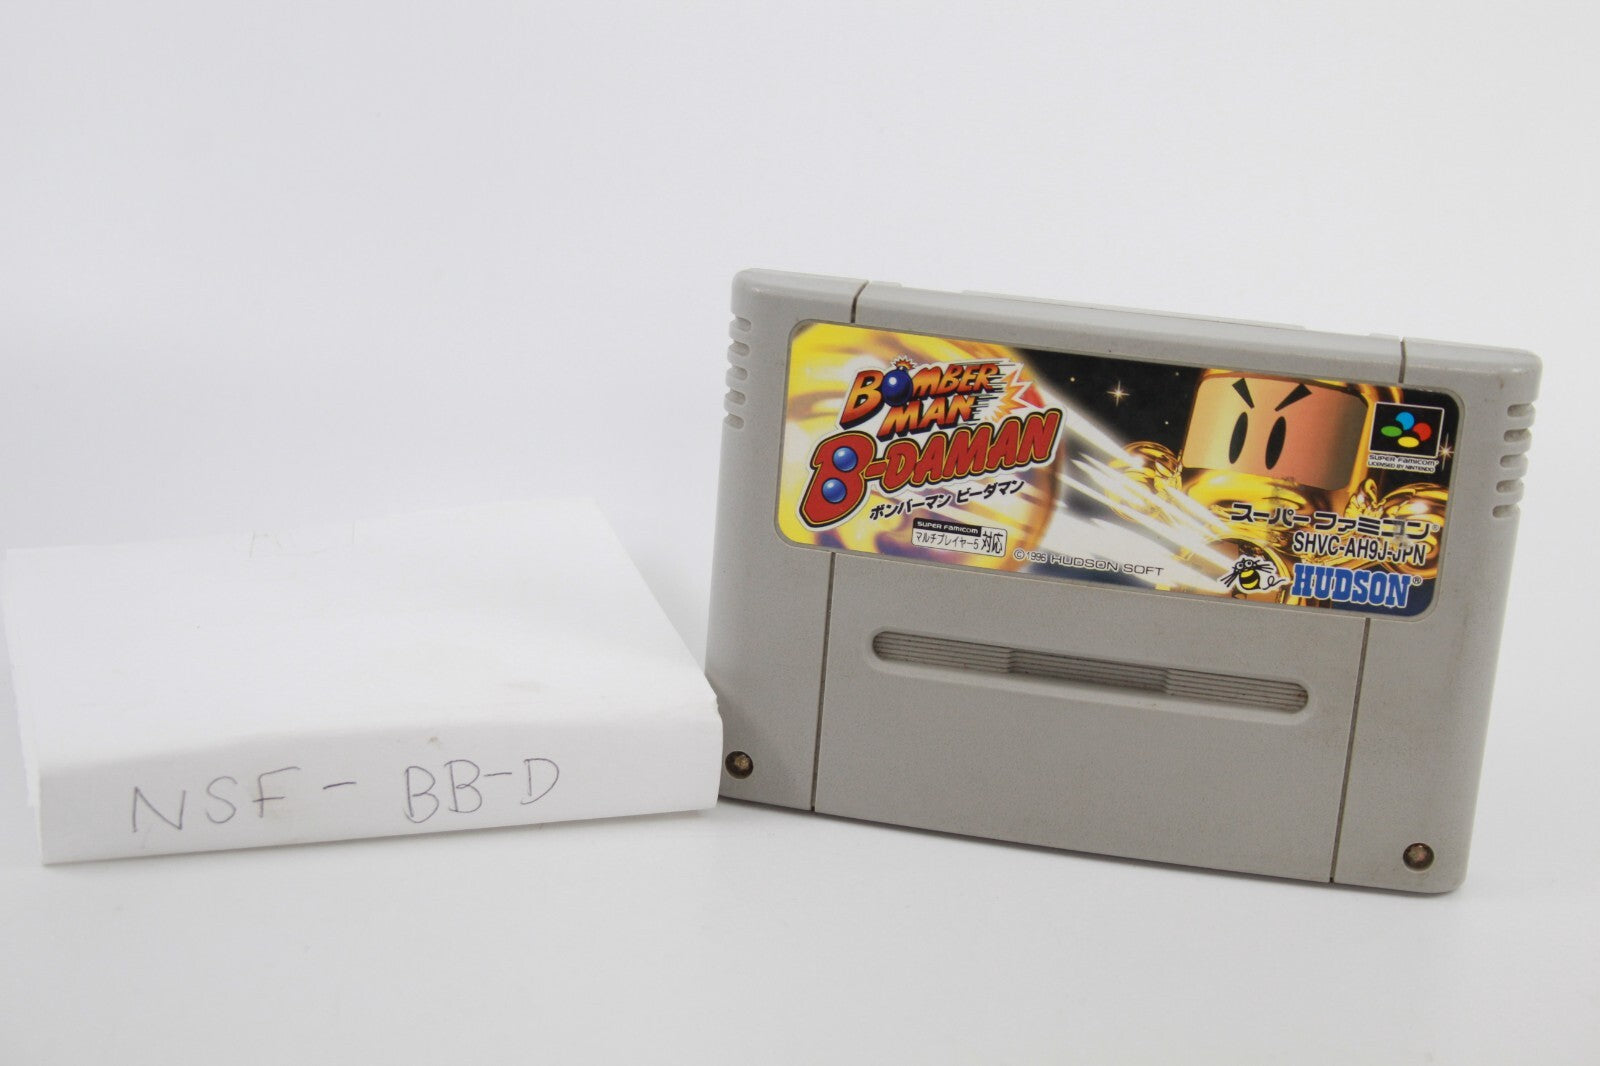 NSF - BB-D
BOMBER
MAN
B-DAMAN
ボンバーマン ビーダマン
SUPER FAMICOM
マルチプレイヤー5 対応
©1996 HUDSON SOFT
SUPER FAMICOM
LICENSED BY NINTENDO
スーパーファミコン®
SHVC-AH9J-JPN
HUDSON®